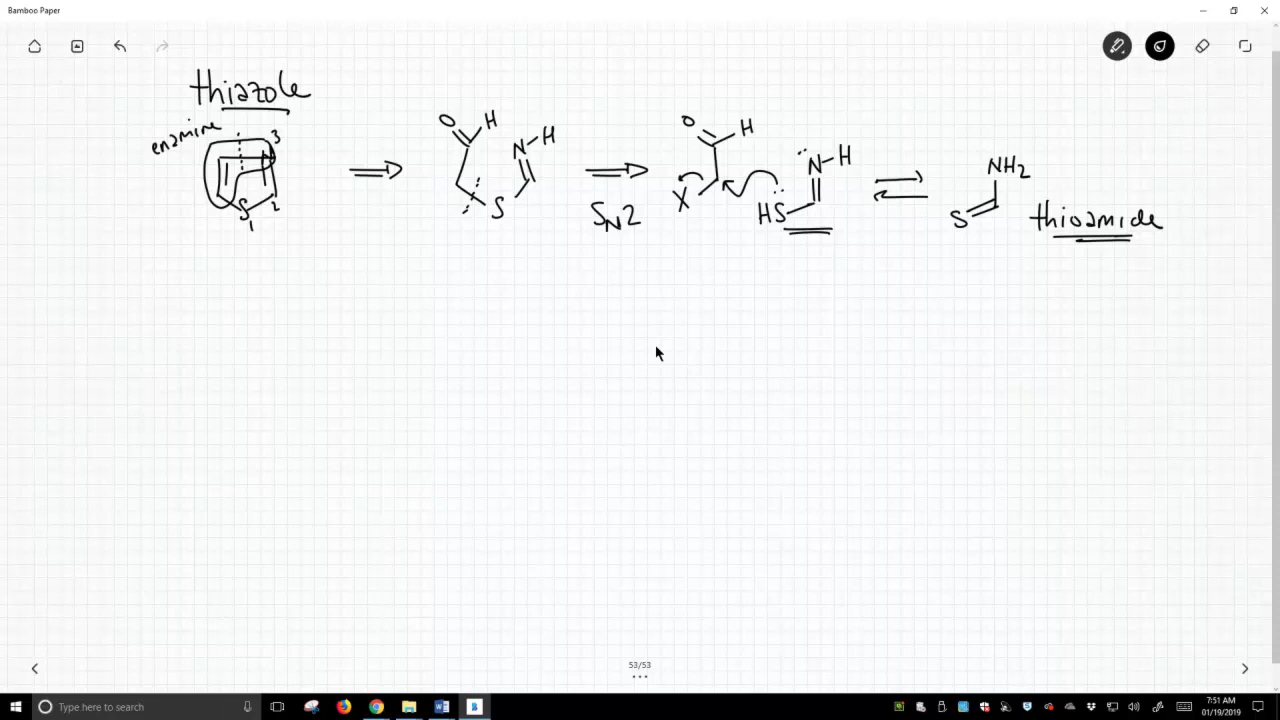 Bamboo Paper
thiazole
enamine
3
S
2
1
O
H
N-H
S
SN2
O
H
X
N-H
HS
NH2
S
thioamide
53/53
Type here to search
7:51 AM
01/19/2019